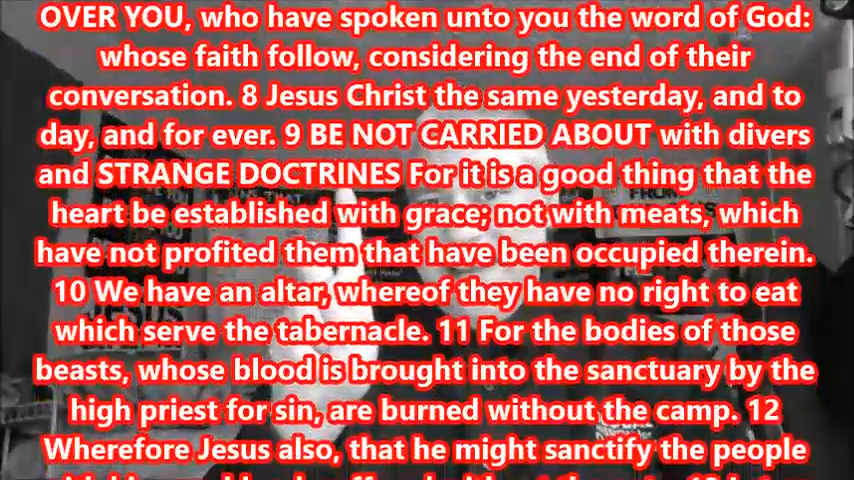 OVER YOU, who have spoken unto you the word of God:
whose faith follow, considering the end of their
conversation. 8 Jesus Christ the same yesterday, and to
day, and for ever. 9 BE NOT CARRIED ABOUT with divers
and STRANGE DOCTRINES For it is a good thing that the
heart be established with grace; not with meats, which
have not profited them that have been occupied therein.
10 We have an altar, whereof they have no right to eat
which serve the tabernacle. 11 For the bodies of those
beasts, whose blood is brought into the sanctuary by the
high priest for sin, are burned without the camp. 12
Wherefore Jesus also, that he might sanctify the people